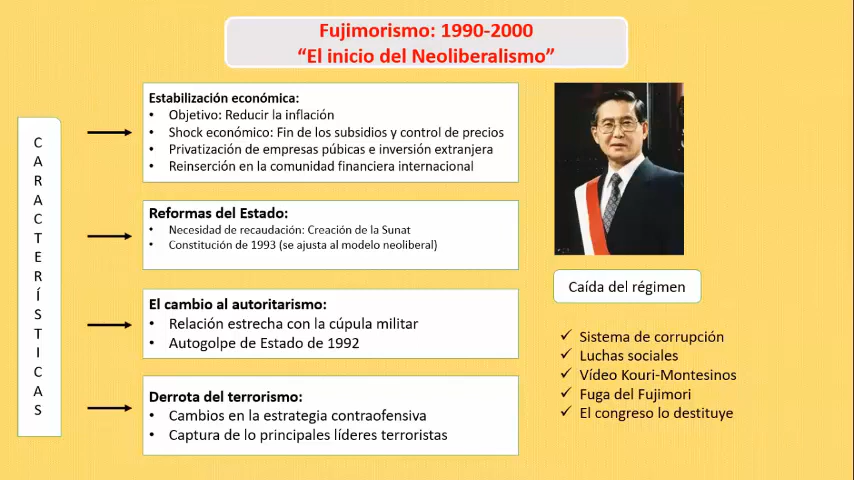 Fujimorismo: 1990-2000
“El inicio del Neoliberalismo”
CARACTERÍSTICAS
Estabilización económica:
• Objetivo: Reducir la inflación
• Shock económico: Fin de los subsidios y control de precios
• Privatización de empresas púbicas e inversión extranjera
• Reinserción en la comunidad financiera internacional
Reformas del Estado:
• Necesidad de recaudación: Creación de la Sunat
• Constitución de 1993 (se ajusta al modelo neoliberal)
El cambio al autoritarismo:
• Relación estrecha con la cúpula militar
• Autogolpe de Estado de 1992
Derrota del terrorismo:
• Cambios en la estrategia contraofensiva
• Captura de lo principales líderes terroristas
Caída del régimen
✓ Sistema de corrupción
✓ Luchas sociales
✓ Vídeo Kouri-Montesinos
✓ Fuga del Fujimori
✓ El congreso lo destituye